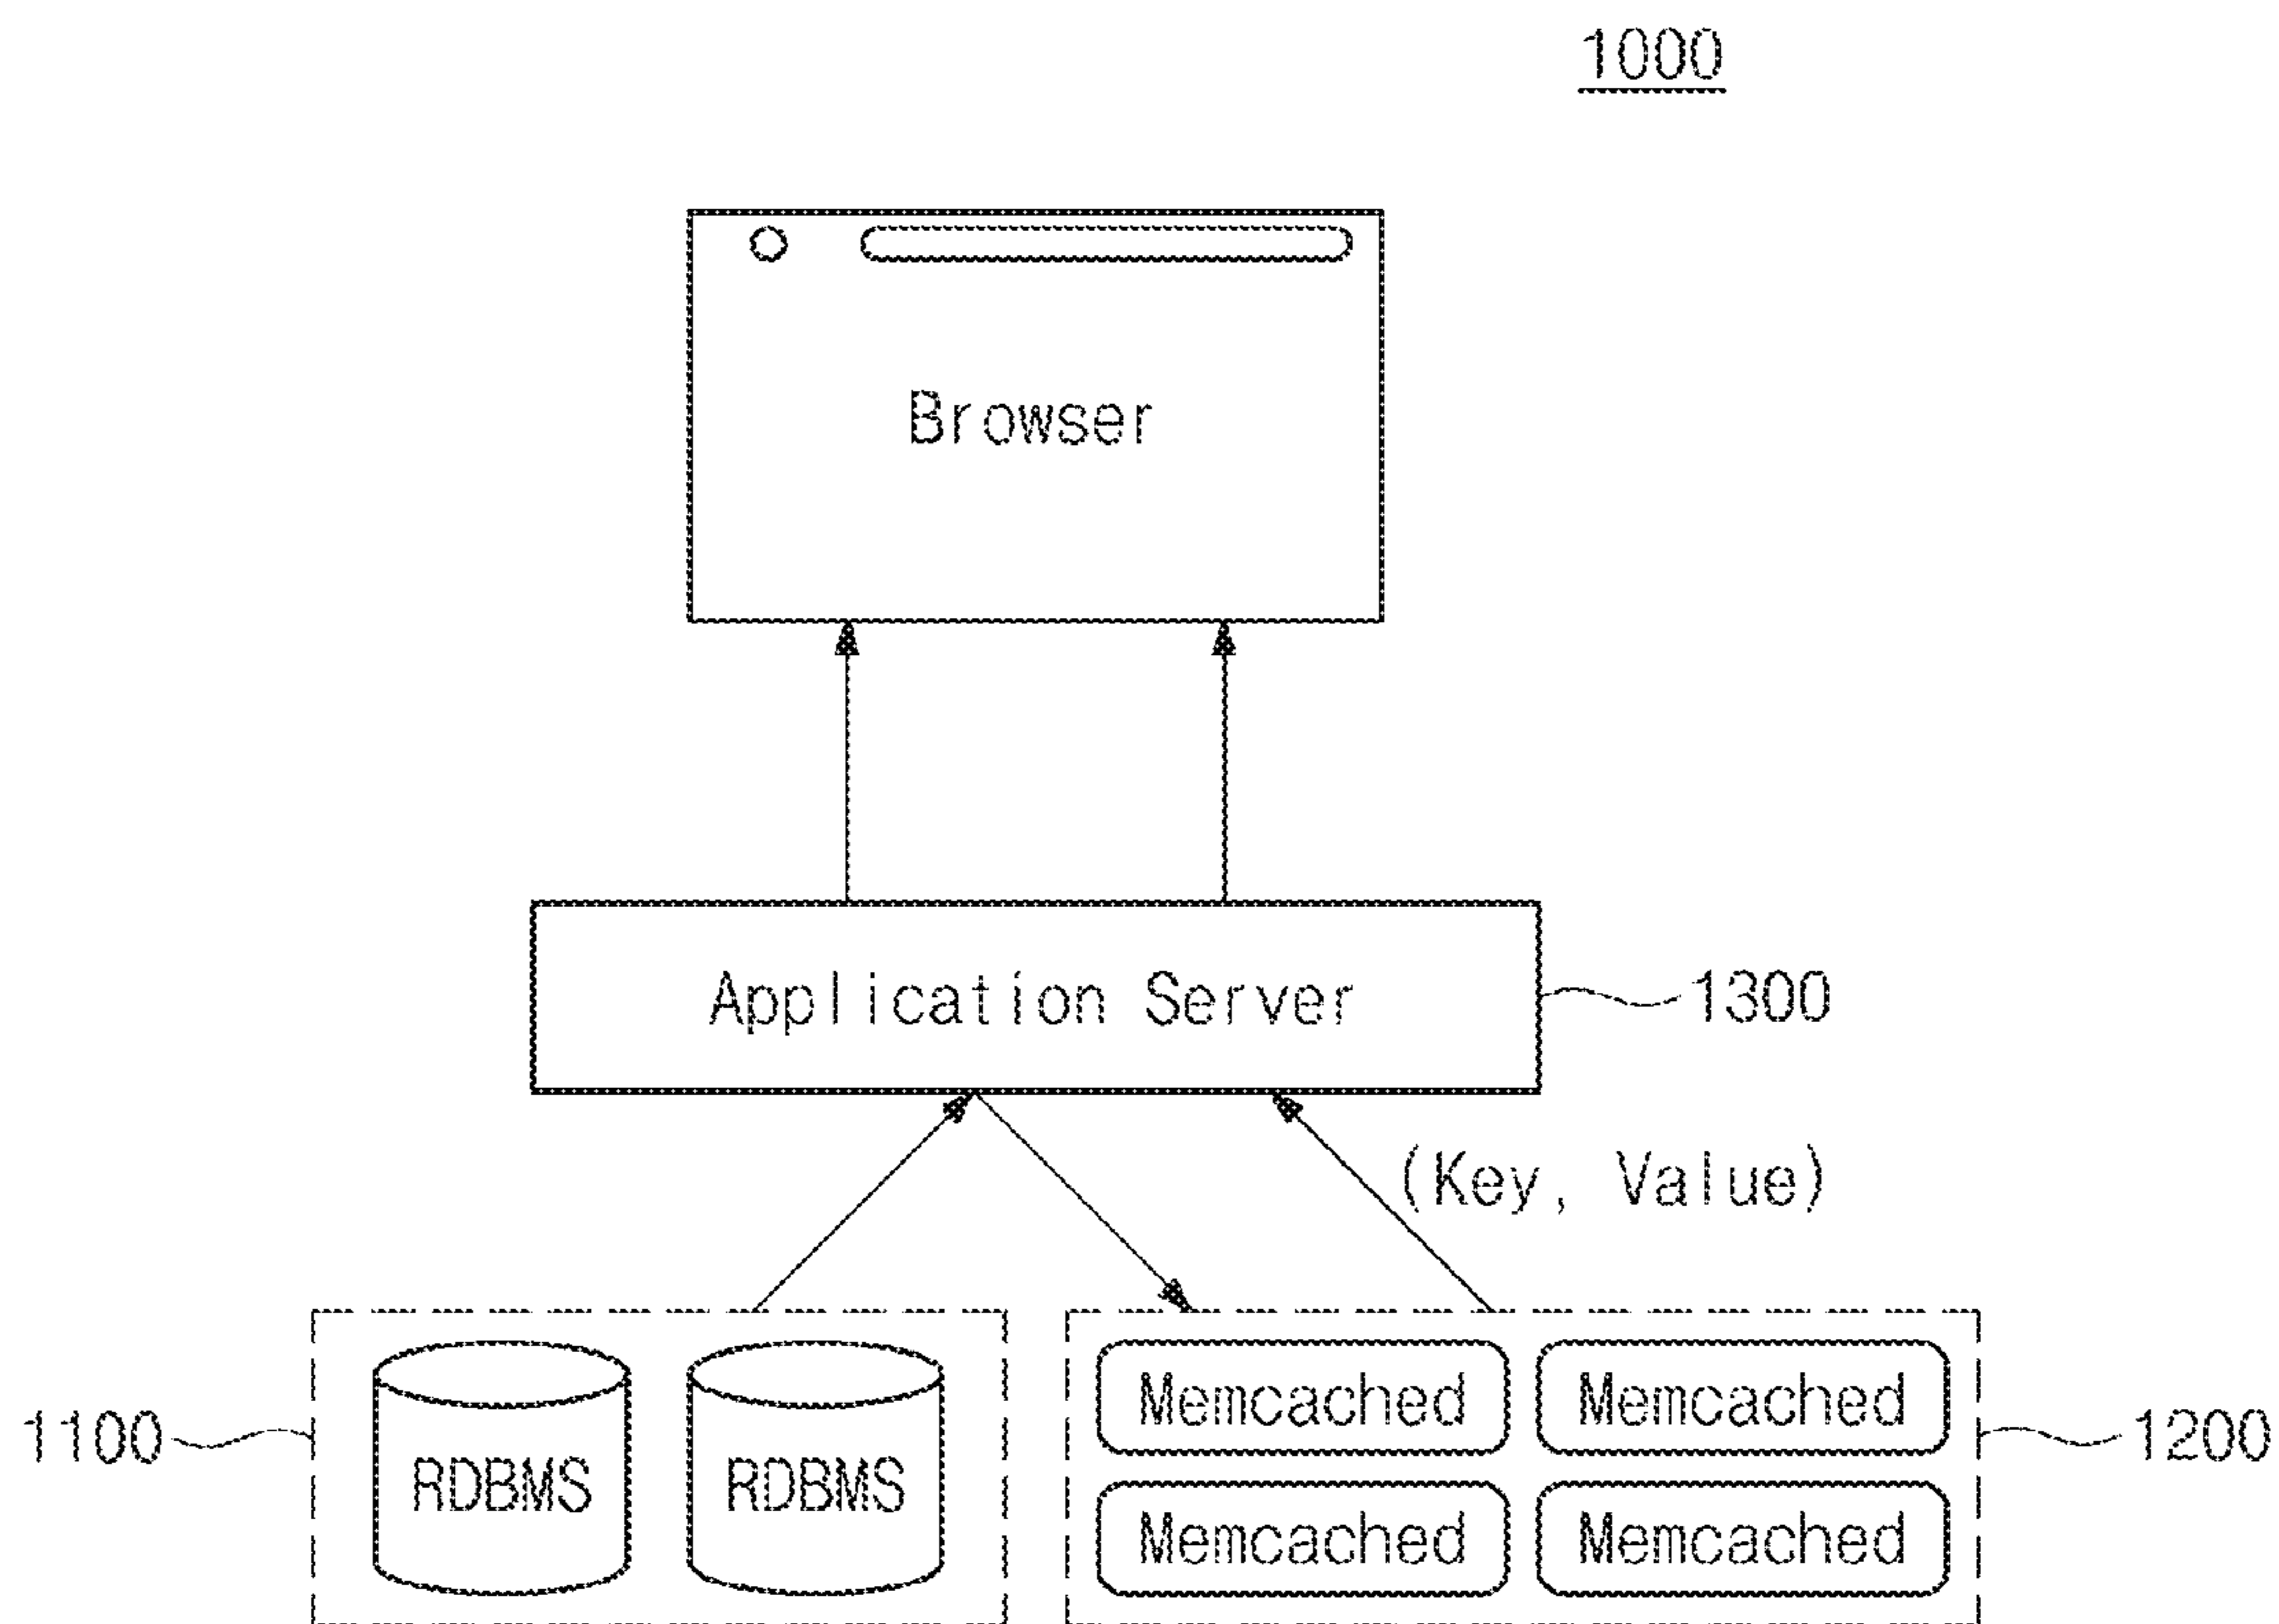 1000
Browser
Application Server
1300
(Key, Value)
1100
RDBMS
RDBMS
Memcached
Memcached
1200
Memcached
Memcached